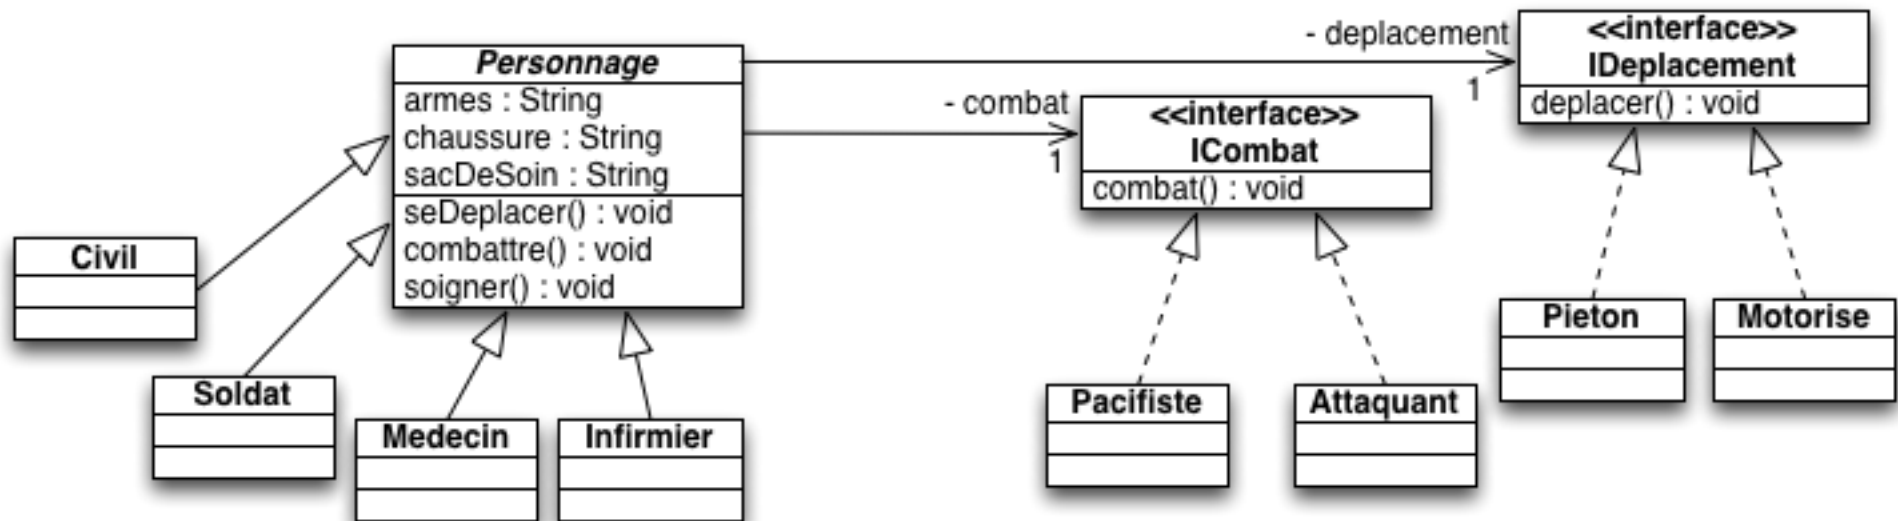 Personnage
armes : String
chaussure : String
sacDeSoin : String
seDeplacer() : void
combattre() : void
soigner() : void
- deplacement
1
<<interface>>
IDeplacement
deplacer() : void
- combat
1
<<interface>>
ICombat
combat() : void
Civil
Soldat
Medecin
Infirmier
Pacifiste
Attaquant
Pieton
Motorise